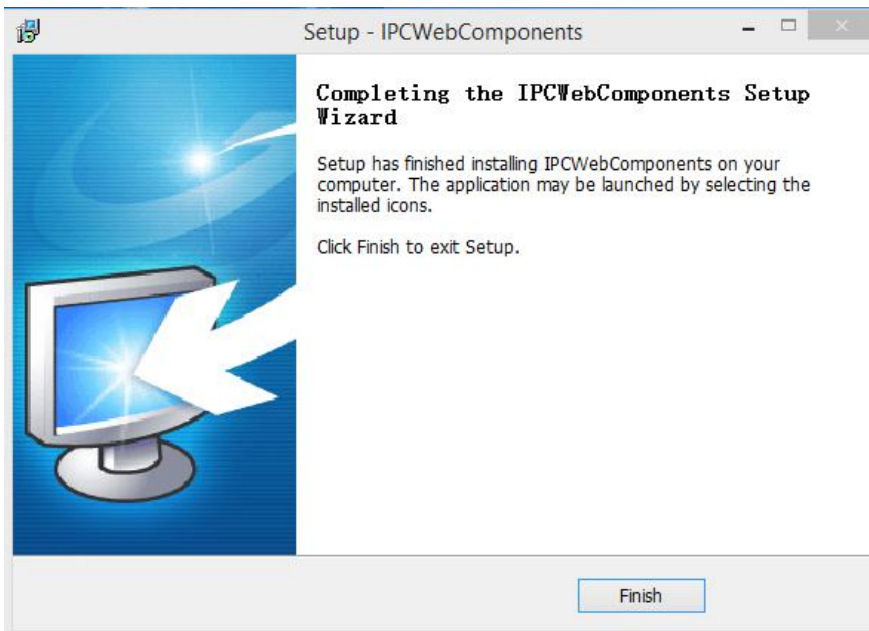 Setup - IPCWebComponents
Completing the IPCWebComponents Setup
Wizard
Setup has finished installing IPCWebComponents on your
computer. The application may be launched by selecting the
installed icons.
Click Finish to exit Setup.
Finish